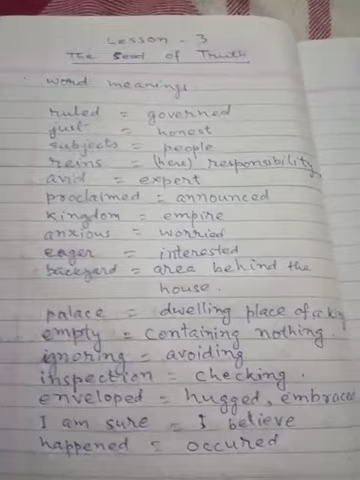 Lesson - 3
The Seed of Truth
word meanings.
ruled = governed
just = honest
subjects = people
reins = (here) responsibility
avid = expert
proclaimed = announced
kingdom = empire
anxious = worried
eager = interested
backyard = area behind the
house.
palace = dwelling place of a king
empty = containing nothing.
ignoring = avoiding
inspection = checking.
enveloped = hugged, embraced
I am sure = I believe
happened = occured